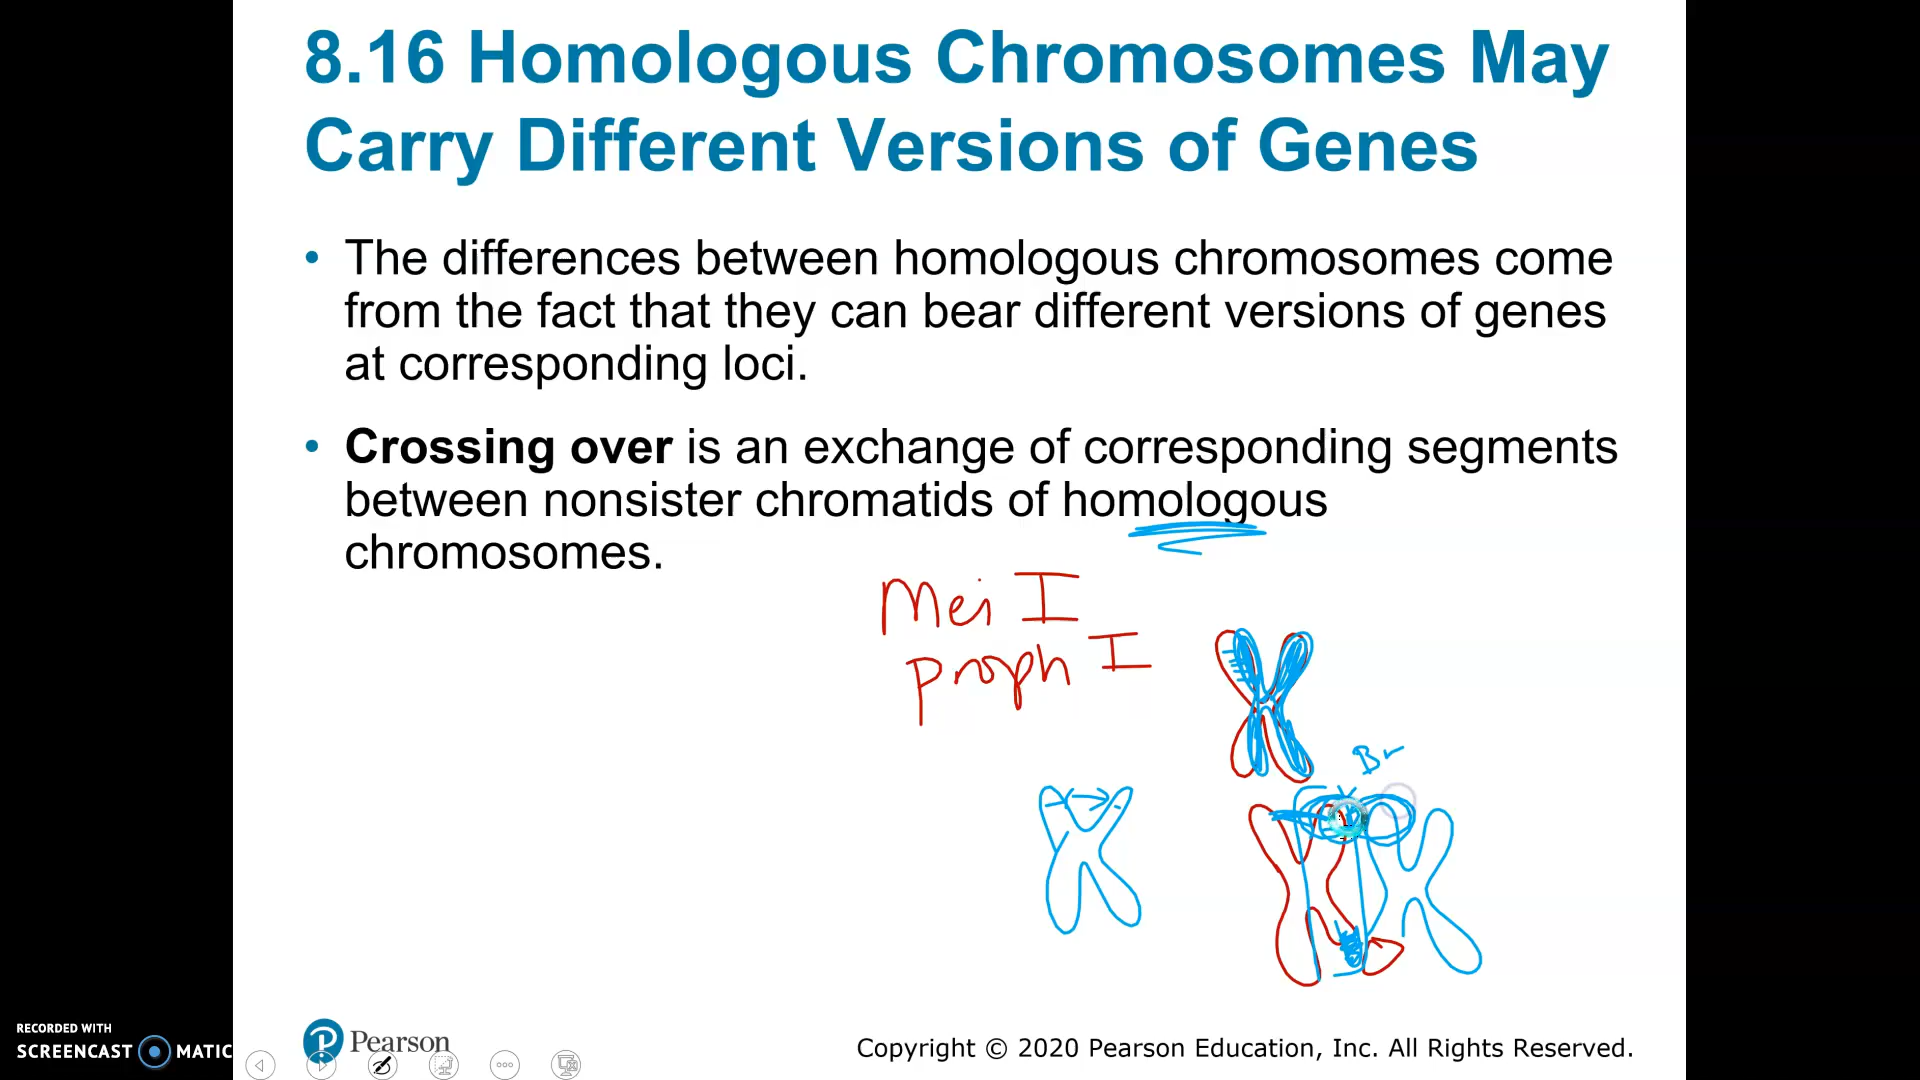 8.16 Homologous Chromosomes May
Carry Different Versions of Genes
• The differences between homologous chromosomes come
from the fact that they can bear different versions of genes
at corresponding loci.
• Crossing over is an exchange of corresponding segments
between nonsister chromatids of homologous
chromosomes.
Mei I
proph I
Br
RECORDED WITH
SCREENCAST MATIC
Pearson
Copyright © 2020 Pearson Education, Inc. All Rights Reserved.